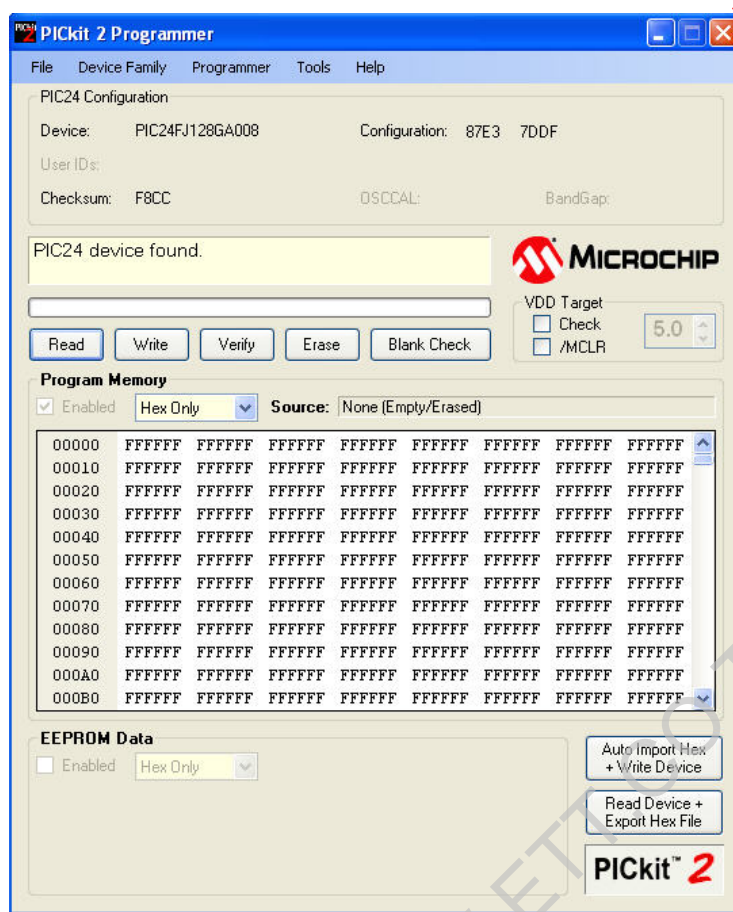 PICkit 2 Programmer
File Device Family Programmer Tools Help
PIC24 Configuration
Device: PIC24FJ128GA008 Configuration: 87E3 7DDF
User IDs:
Checksum: F8CC OSCCAL: BandGap:
PIC24 device found.
MICROCHIP
VDD Target
Check
/MCLR
5.0
Read Write Verify Erase Blank Check
Program Memory
Enabled Hex Only Source: None (Empty/Erased)
00000 FFFFFF FFFFFF FFFFFF FFFFFF FFFFFF FFFFFF FFFFFF FFFFFF
00010 FFFFFF FFFFFF FFFFFF FFFFFF FFFFFF FFFFFF FFFFFF FFFFFF
00020 FFFFFF FFFFFF FFFFFF FFFFFF FFFFFF FFFFFF FFFFFF FFFFFF
00030 FFFFFF FFFFFF FFFFFF FFFFFF FFFFFF FFFFFF FFFFFF FFFFFF
00040 FFFFFF FFFFFF FFFFFF FFFFFF FFFFFF FFFFFF FFFFFF FFFFFF
00050 FFFFFF FFFFFF FFFFFF FFFFFF FFFFFF FFFFFF FFFFFF FFFFFF
00060 FFFFFF FFFFFF FFFFFF FFFFFF FFFFFF FFFFFF FFFFFF FFFFFF
00070 FFFFFF FFFFFF FFFFFF FFFFFF FFFFFF FFFFFF FFFFFF FFFFFF
00080 FFFFFF FFFFFF FFFFFF FFFFFF FFFFFF FFFFFF FFFFFF FFFFFF
00090 FFFFFF FFFFFF FFFFFF FFFFFF FFFFFF FFFFFF FFFFFF FFFFFF
000A0 FFFFFF FFFFFF FFFFFF FFFFFF FFFFFF FFFFFF FFFFFF FFFFFF
000B0 FFFFFF FFFFFF FFFFFF FFFFFF FFFFFF FFFFFF FFFFFF FFFFFF
EEPROM Data
Enabled Hex Only
Auto Import Hex
+ Write Device
Read Device +
Export Hex File
PICkit™ 2